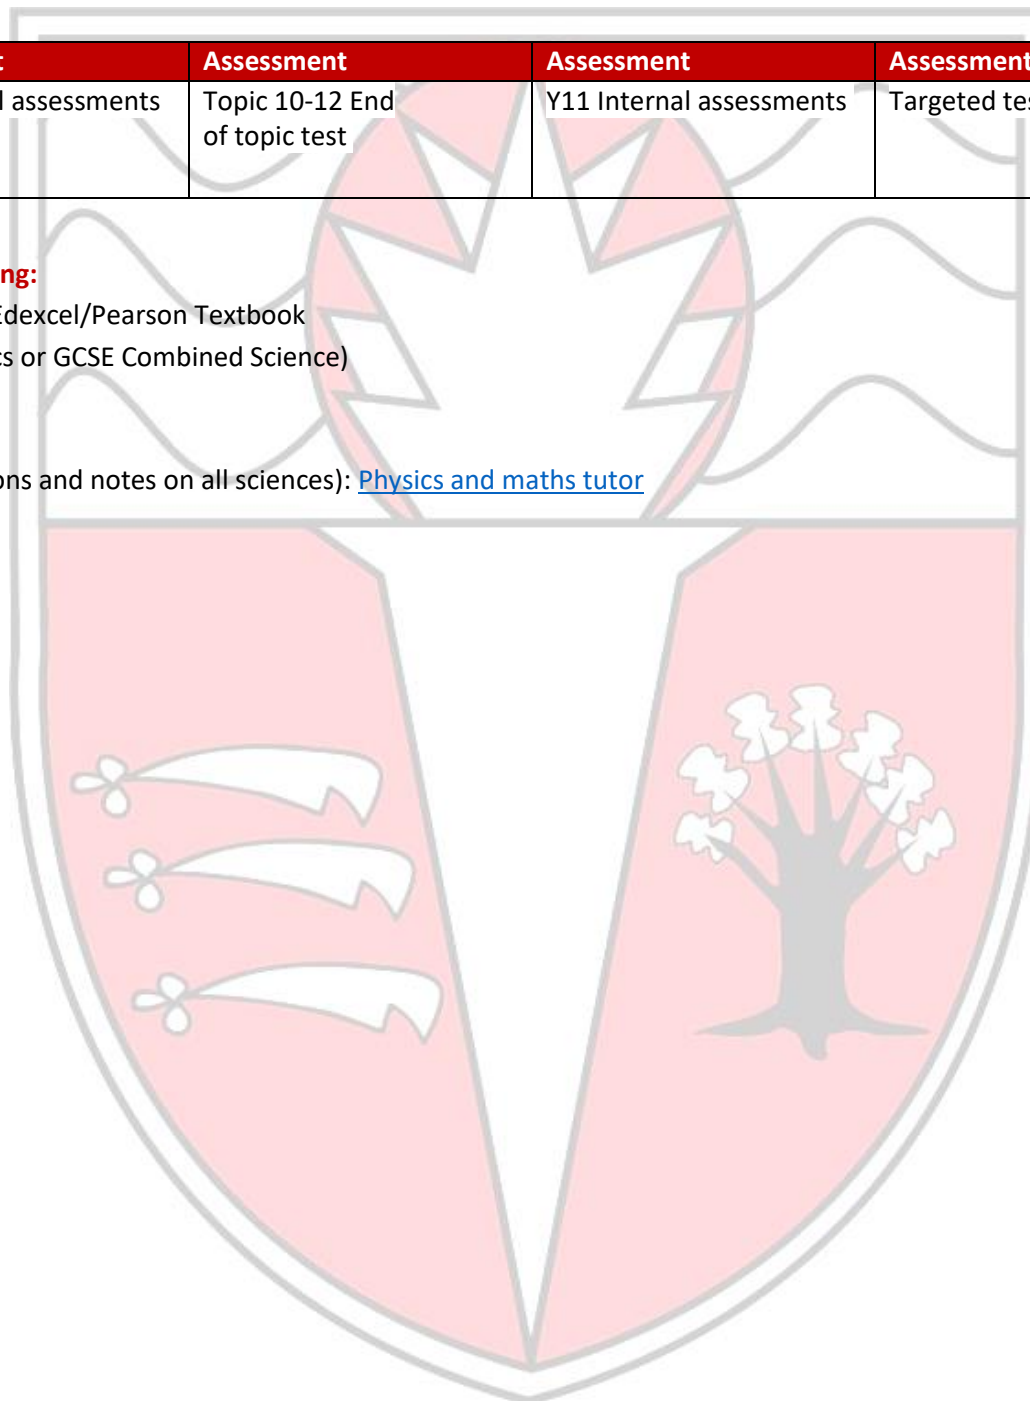 t Assessment Assessment Assessment
l assessments Topic 10-12 End Y11 Internal assessments Targeted tes
of topic test
ng:
Edexcel/Pearson Textbook
cs or GCSE Combined Science)
ons and notes on all sciences): Physics and maths tutor